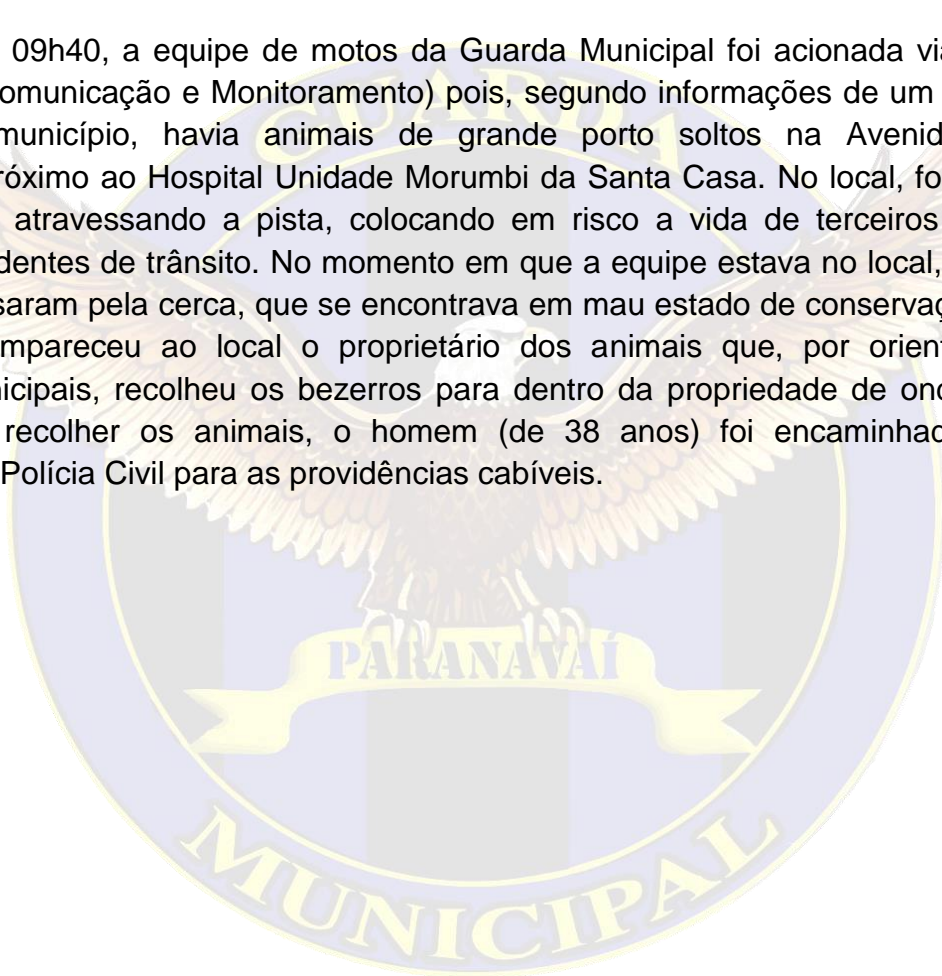 09h40, a equipe de motos da Guarda Municipal foi acionada via
omunicação e Monitoramento) pois, segundo informações de um
município, havia animais de grande porto soltos na Avenid
róximo ao Hospital Unidade Morumbi da Santa Casa. No local, fo
atravessando a pista, colocando em risco a vida de terceiros
dentes de trânsito. No momento em que a equipe estava no local,
saram pela cerca, que se encontrava em mau estado de conservaç
mpareceu ao local o proprietário dos animais que, por orient
icipais, recolheu os bezerros para dentro da propriedade de ond
recolher os animais, o homem (de 38 anos) foi encaminhad
Polícia Civil para as providências cabíveis.
GUARDA
PARANAVAÍ
MUNICIPAL